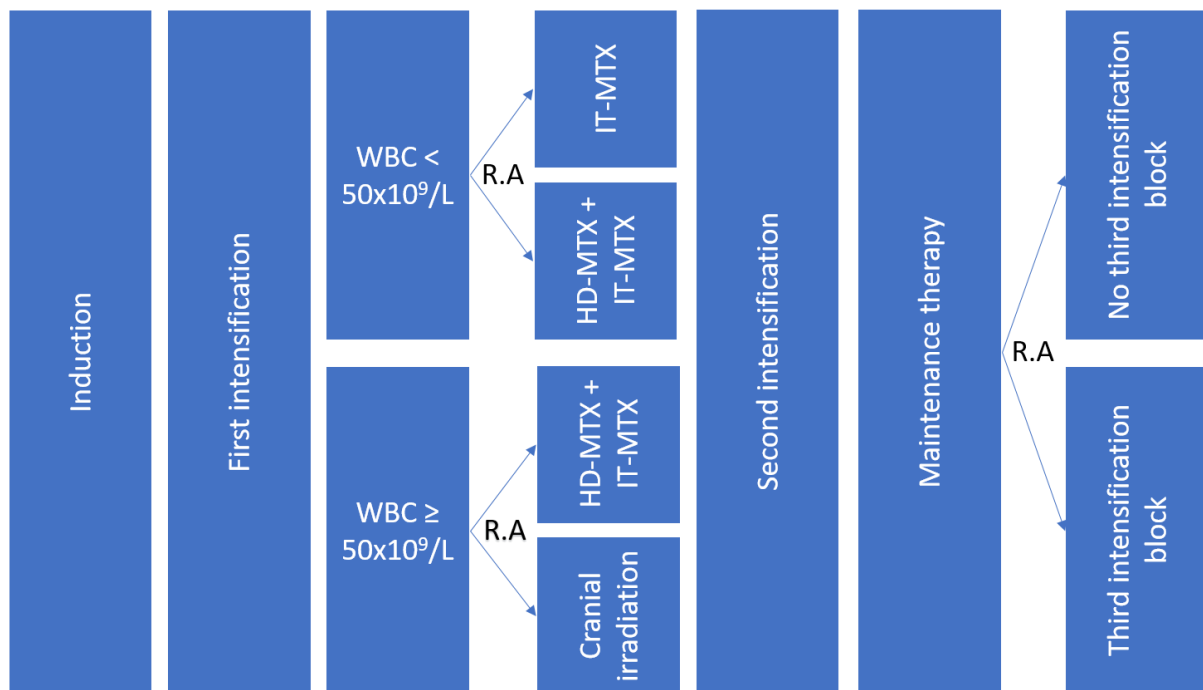 Induction
First intensification
WBC <
50x10⁹/L
R.A
IT-MTX
HD-MTX +
IT-MTX
WBC ≥
50x10⁹/L
R.A
HD-MTX +
IT-MTX
Cranial
irradiation
Second intensification
Maintenance therapy
R.A
No third intensification
block
Third intensification
block